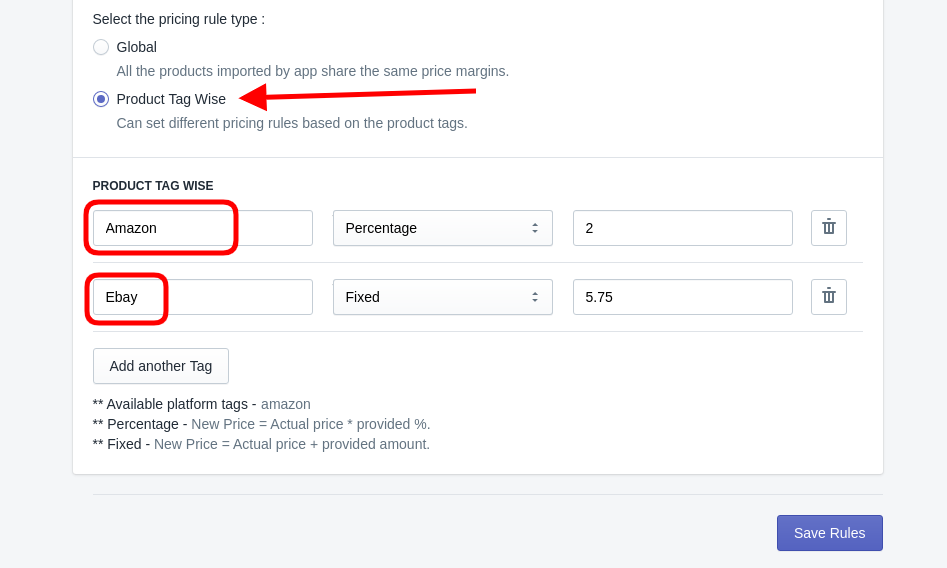 Select the pricing rule type :
Global
All the products imported by app share the same price margins.
Product Tag Wise
Can set different pricing rules based on the product tags.
PRODUCT TAG WISE
Amazon Percentage 2
Ebay Fixed 5.75
Add another Tag
** Available platform tags - amazon
** Percentage - New Price = Actual price * provided %.
** Fixed - New Price = Actual price + provided amount.
Save Rules